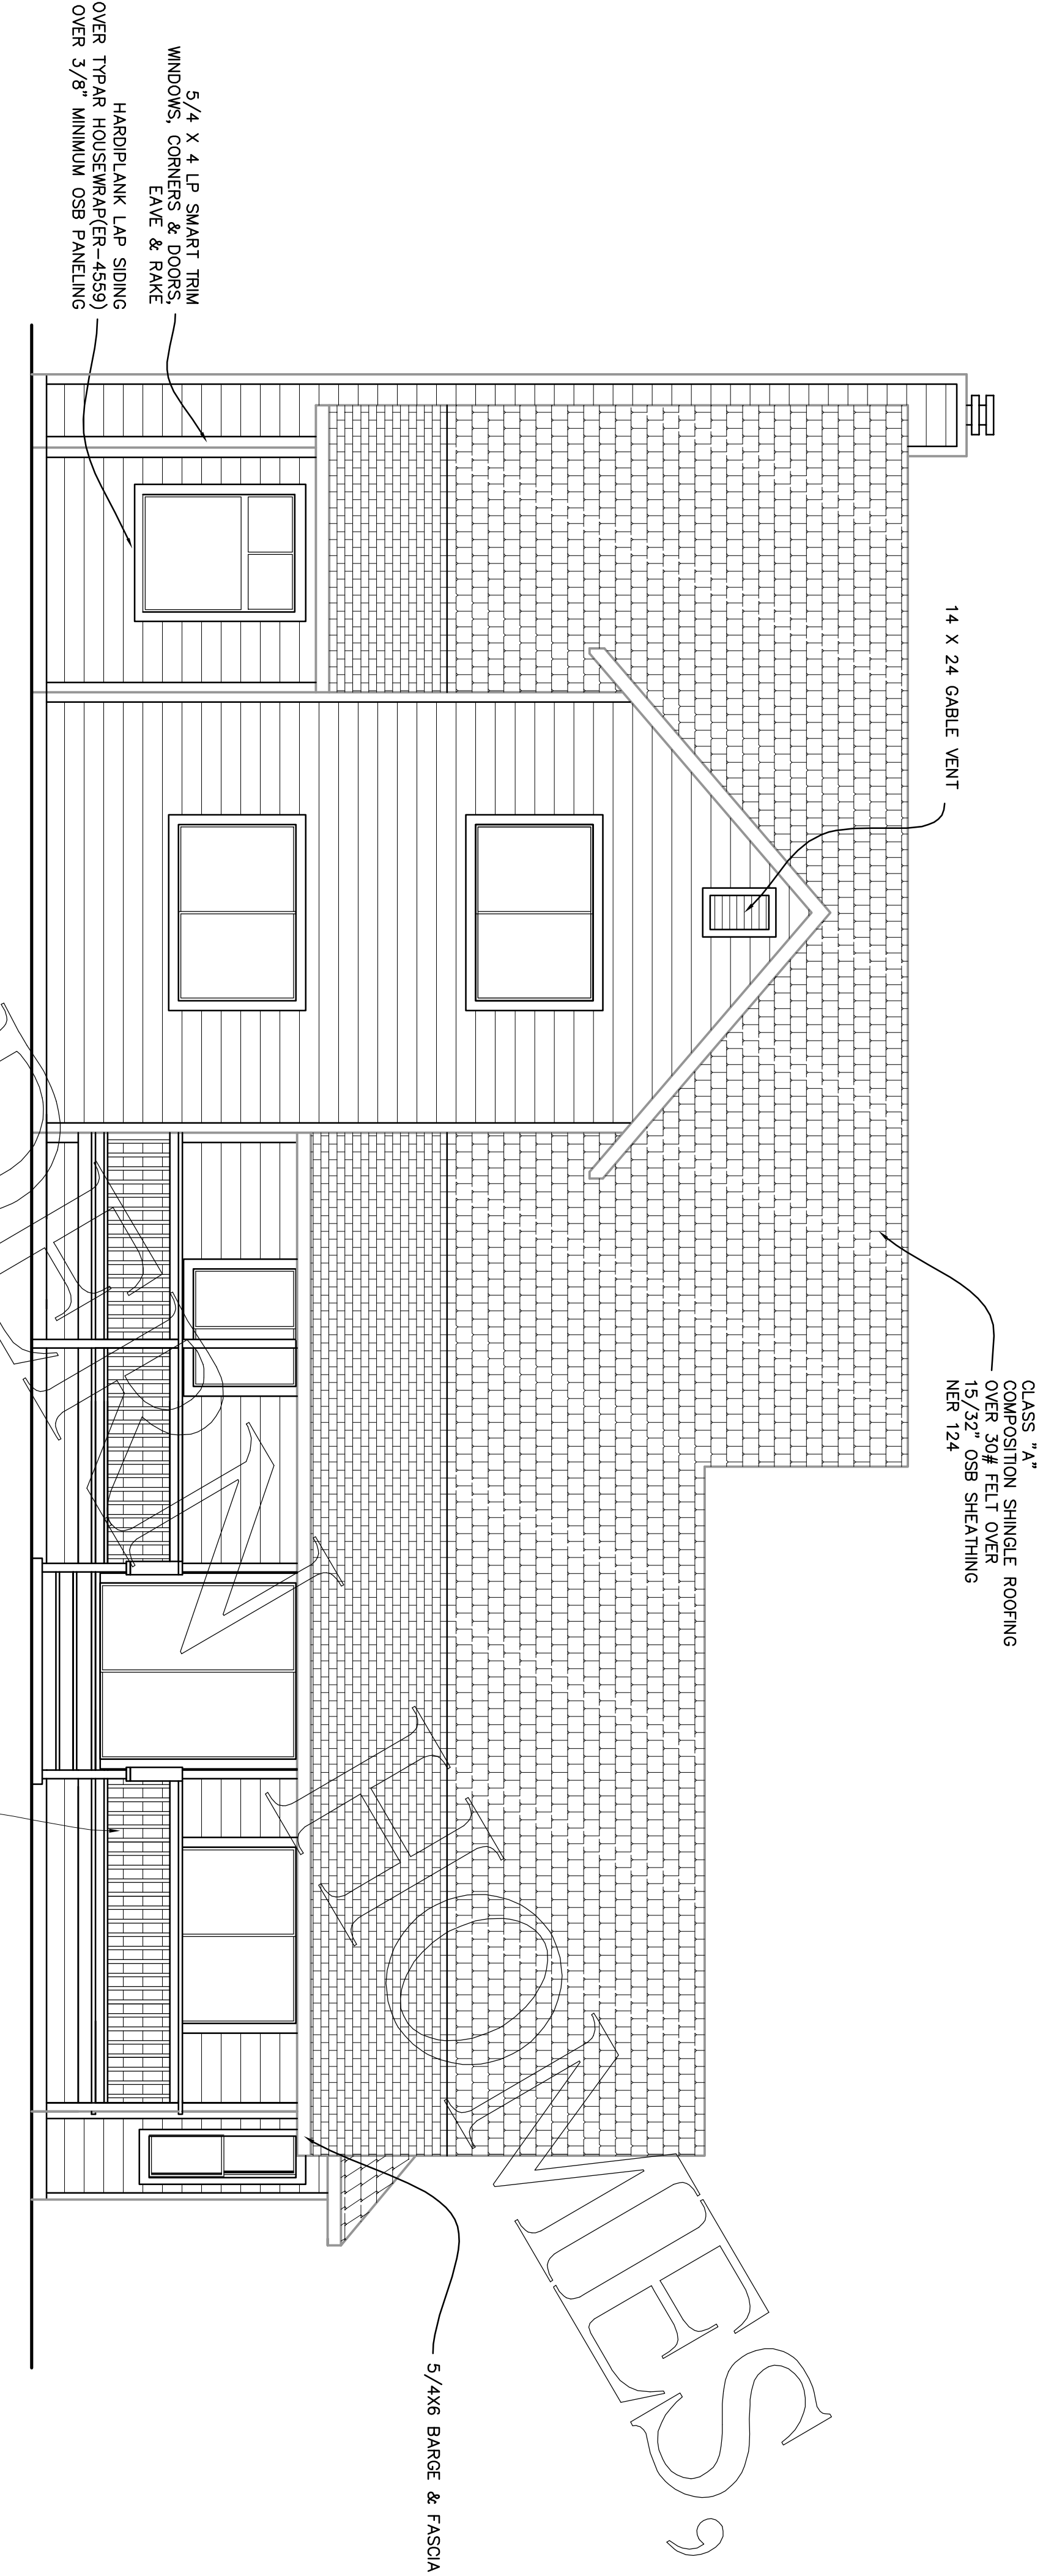 CLASS "A"
COMPOSITION SHINGLE ROOFING
OVER 30# FELT OVER
15/32" OSB SHEATHING
NER 124
14 X 24 GABLE VENT
5/4 X 4 LP SMART TRIM
WINDOWS, CORNERS & DOORS,
EAVE & RAKE
HARDIPLANK LAP SIDING
OVER TYPAR HOUSEWRAP(ER-4559)
OVER 3/8" MINIMUM OSB PANELING
5/4X6 BARGE & FASCIA
HOMES,